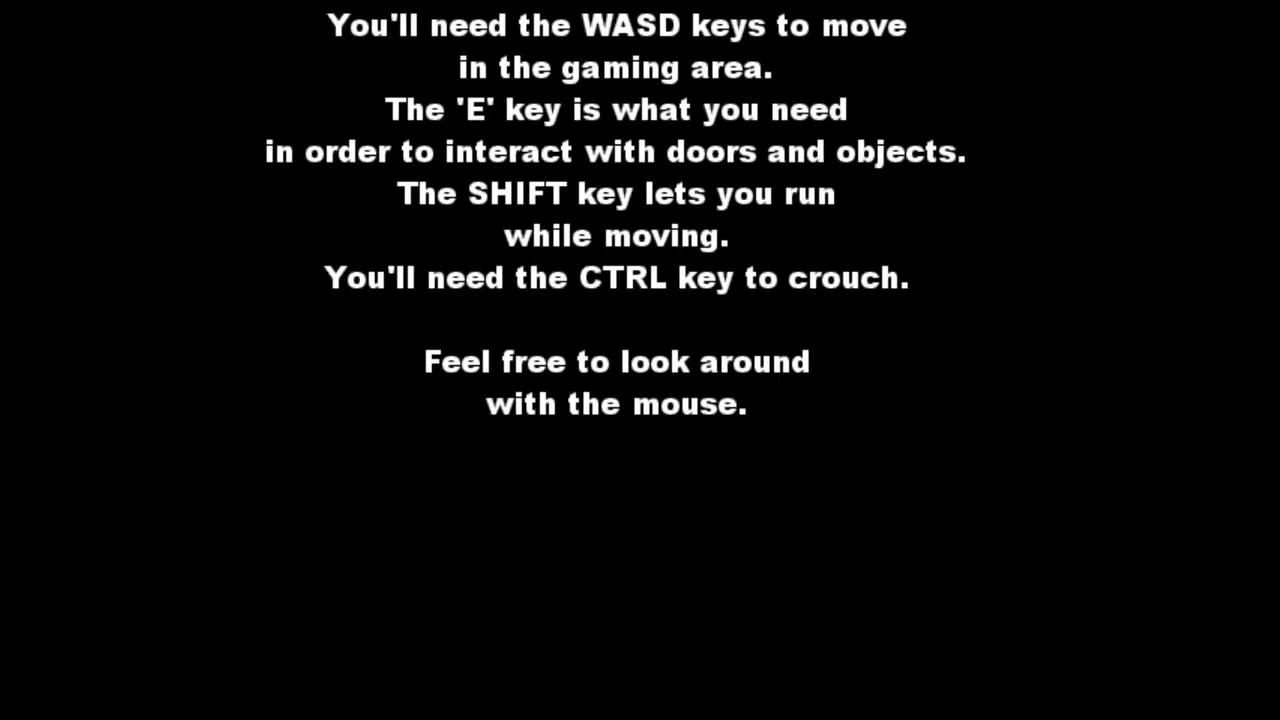 You'll need the WASD keys to move
in the gaming area.
The 'E' key is what you need
in order to interact with doors and objects.
The SHIFT key lets you run
while moving.
You'll need the CTRL key to crouch.
Feel free to look around
with the mouse.